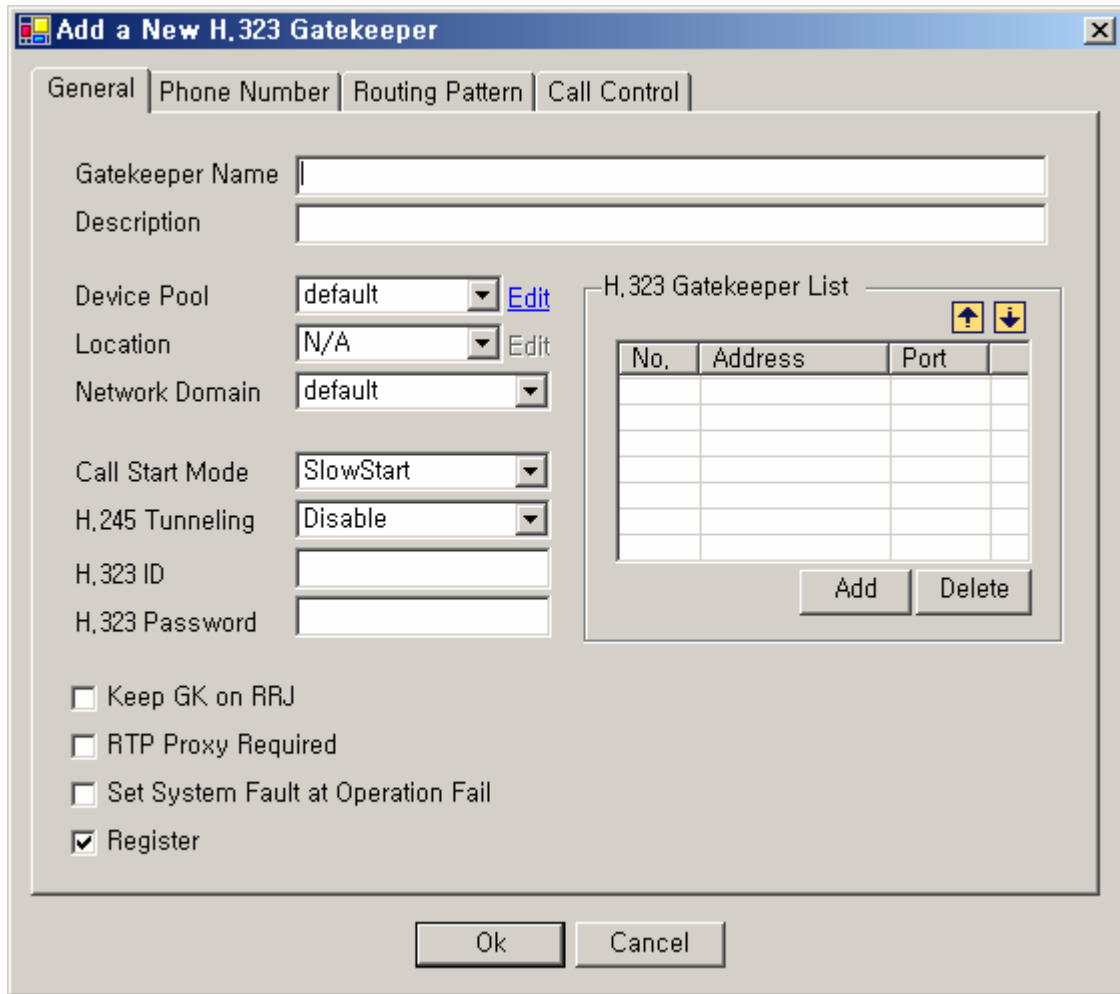 Add a New H.323 Gatekeeper
General Phone Number Routing Pattern Call Control
Gatekeeper Name
Description
Device Pool default Edit
Location N/A Edit
Network Domain default
Call Start Mode SlowStart
H.245 Tunneling Disable
H.323 ID
H.323 Password
H.323 Gatekeeper List
No. Address Port
Add Delete
Keep GK on RRJ
RTP Proxy Required
Set System Fault at Operation Fail
Register
Ok Cancel